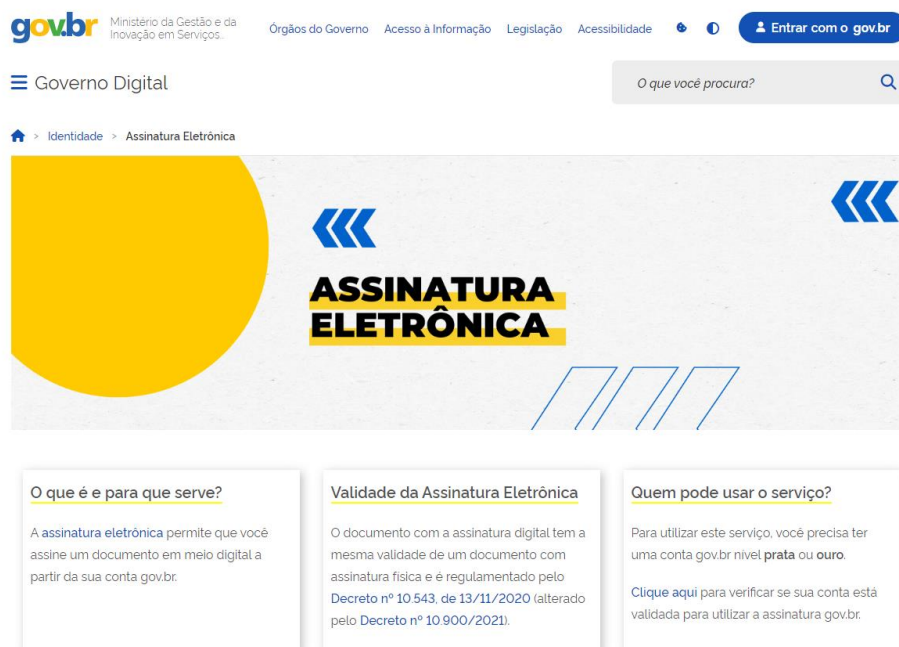 gov.br
Ministério da Gestão e da
Inovação em Serviços...
Órgãos do Governo Acesso à Informação Legislação Acessibilidade
Entrar com o gov.br
Governo Digital
O que você procura?
> Identidade > Assinatura Eletrônica
ASSINATURA
ELETRÔNICA
O que é e para que serve?
A assinatura eletrônica permite que você
assine um documento em meio digital a
partir da sua conta gov.br.
Validade da Assinatura Eletrônica
O documento com a assinatura digital tem a
mesma validade de um documento com
assinatura física e é regulamentado pelo
Decreto nº 10.543, de 13/11/2020 (alterado
pelo Decreto nº 10.900/2021).
Quem pode usar o serviço?
Para utilizar este serviço, você precisa ter
uma conta gov.br nível prata ou ouro.
Clique aqui para verificar se sua conta está
validada para utilizar a assinatura gov.br.